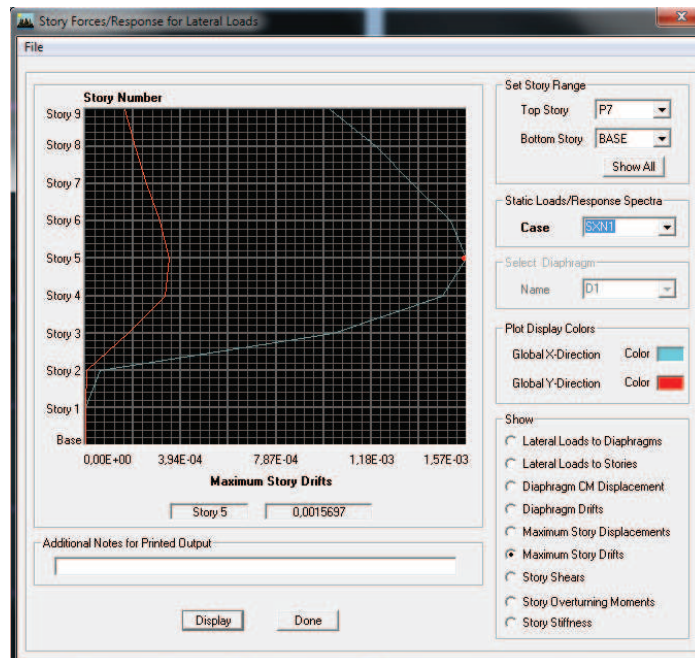 Story Forces/Response for Lateral Loads
File
Story Number
Story 9
Story 8
Story 7
Story 6
Story 5
Story 4
Story 3
Story 2
Story 1
Base
0,00E+00 3,94E-04 7,87E-04 1,18E-03 1,57E-03
Maximum Story Drifts
Story 5 0,0015697
Additional Notes for Printed Output
Display Done
Set Story Range
Top Story P7
Bottom Story BASE
Show All
Static Loads/Response Spectra
Case SXN1
Select Diaphragm
Name D1
Plot Display Colors
Global X-Direction Color
Global Y-Direction Color
Show
Lateral Loads to Diaphragms
Lateral Loads to Stories
Diaphragm CM Displacement
Diaphragm Drifts
Maximum Story Displacements
Maximum Story Drifts
Story Shears
Story Overturning Moments
Story Stiffness